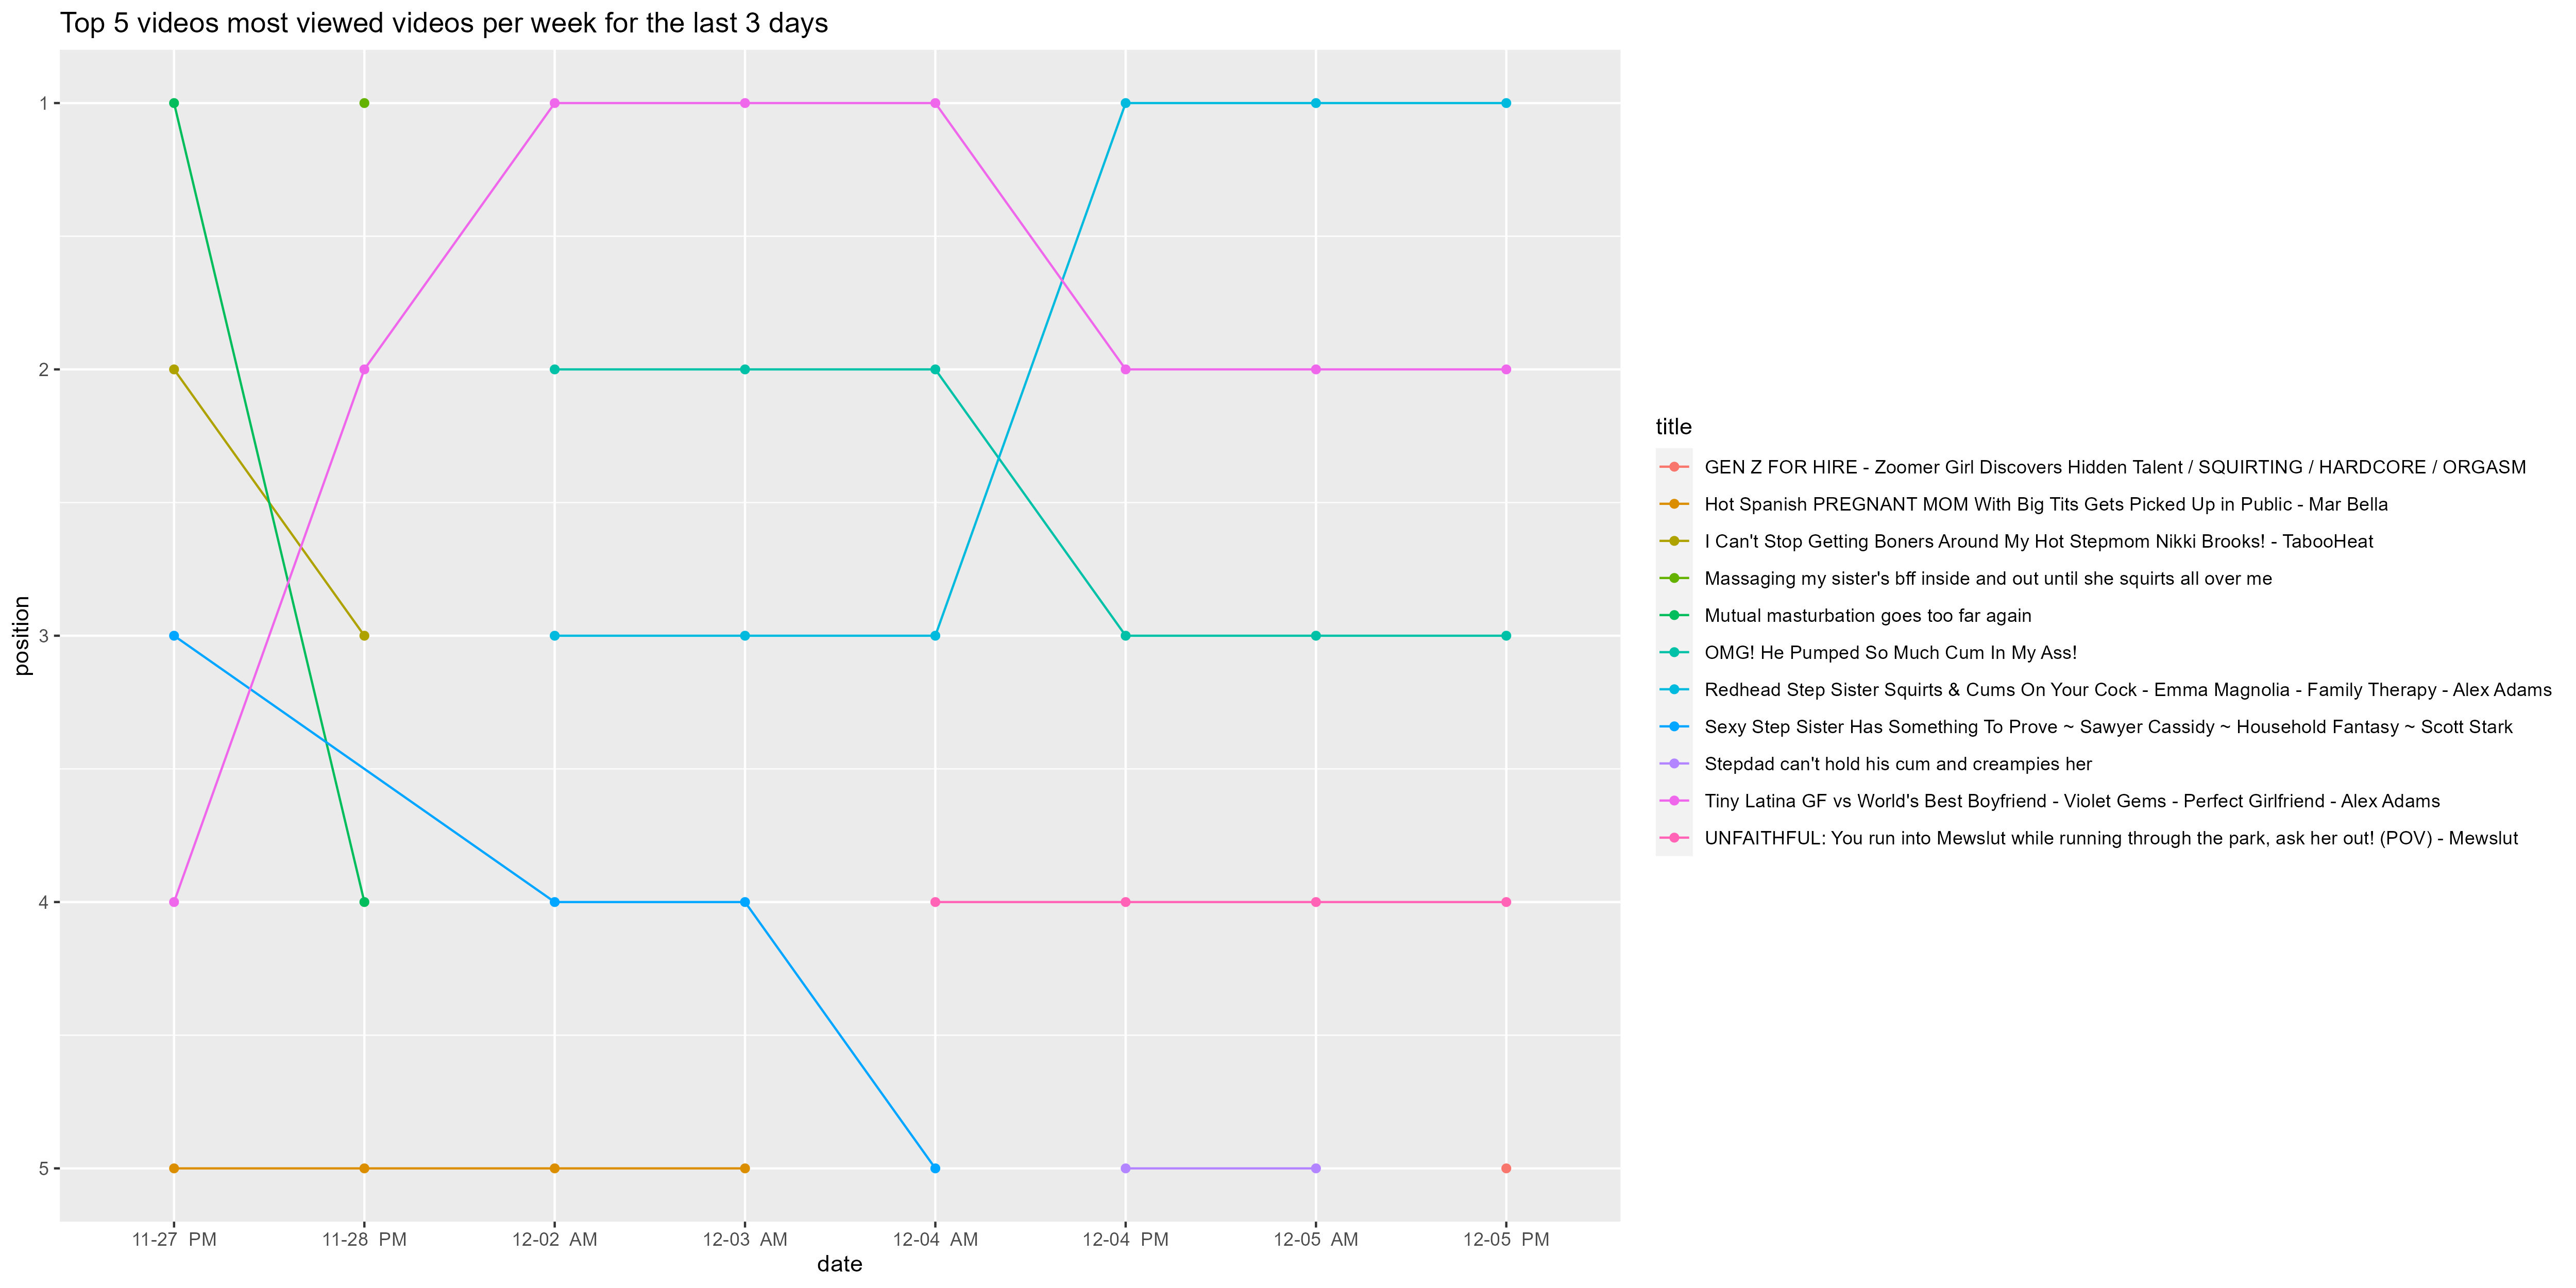 Top 5 videos most viewed videos per week for the last 3 days
position
1
2
3
4
5
11-27 PM
11-28 PM
12-02 AM
12-03 AM
12-04 AM
12-04 PM
12-05 AM
12-05 PM
date
title
GEN Z FOR HIRE - Zoomer Girl Discovers Hidden Talent / SQUIRTING / HARDCORE / ORGASM
Hot Spanish PREGNANT MOM With Big Tits Gets Picked Up in Public - Mar Bella
I Can't Stop Getting Boners Around My Hot Stepmom Nikki Brooks! - TabooHeat
Massaging my sister's bff inside and out until she squirts all over me
Mutual masturbation goes too far again
OMG! He Pumped So Much Cum In My Ass!
Redhead Step Sister Squirts & Cums On Your Cock - Emma Magnolia - Family Therapy - Alex Adams
Sexy Step Sister Has Something To Prove ~ Sawyer Cassidy ~ Household Fantasy ~ Scott Stark
Stepdad can't hold his cum and creampies her
Tiny Latina GF vs World's Best Boyfriend - Violet Gems - Perfect Girlfriend - Alex Adams
UNFAITHFUL: You run into Mewslut while running through the park, ask her out! (POV) - Mewslut